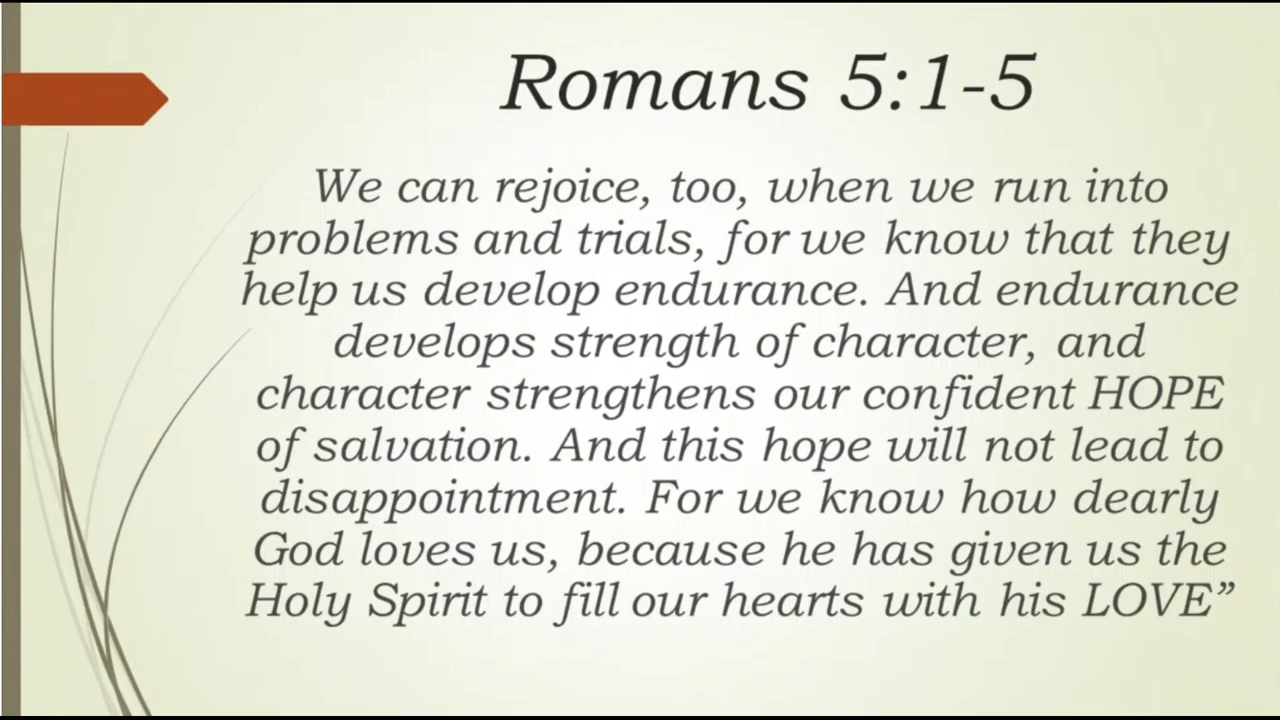 Romans 5:1-5
We can rejoice, too, when we run into
problems and trials, for we know that they
help us develop endurance. And endurance
develops strength of character, and
character strengthens our confident HOPE
of salvation. And this hope will not lead to
disappointment. For we know how dearly
God loves us, because he has given us the
Holy Spirit to fill our hearts with his LOVE”